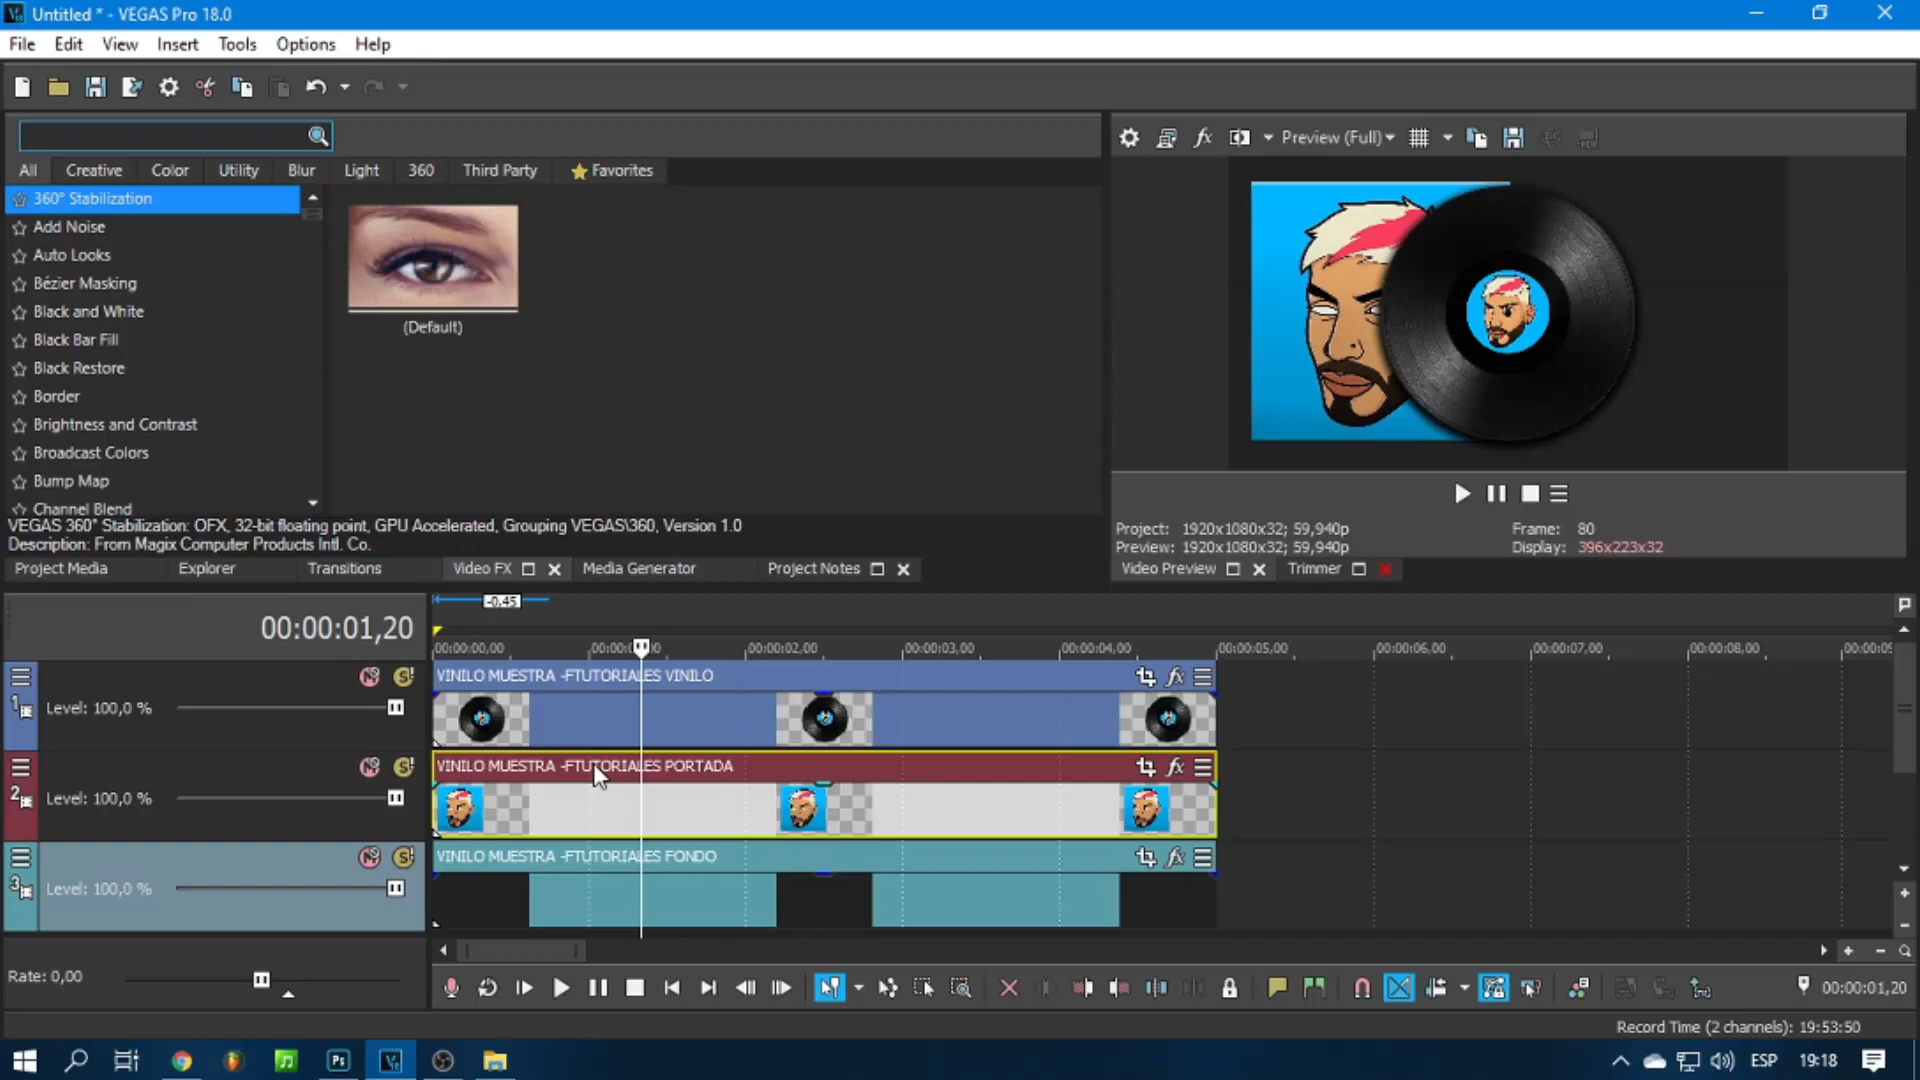 Untitled * - VEGAS Pro 18.0
File Edit View Insert Tools Options Help
Preview (Full)
All Creative Color Utility Blur Light 360 Third Party Favorites
360° Stabilization
Add Noise
Auto Looks
Bézier Masking
Black and White
Black Bar Fill
Black Restore
Border
Brightness and Contrast
Broadcast Colors
Bump Map
Channel Blend
(Default)
VEGAS 360° Stabilization: OFX, 32-bit floating point, GPU Accelerated, Grouping VEGAS\360, Version 1.0
Description: From Magix Computer Products Intl. Co.
Project: 1920x1080x32; 59,940p Frame: 80
Preview: 1920x1080x32; 59,940p Display: 396x223x32
Project Media Explorer Transitions Video FX Media Generator Project Notes Video Preview Trimmer
-0.45
00:00:01,20
00:00:00,00 00:00:02,00 00:00:03,00 00:00:04,00 00:00:05,00 00:00:06,00 00:00:07,00 00:00:08,00
VINILO MUESTRA -FTUTORIALES VINILO
1 Level: 100,0 %
VINILO MUESTRA -FTUTORIALES PORTADA
2 Level: 100,0 %
VINILO MUESTRA -FTUTORIALES FONDO
3 Level: 100,0 %
Rate: 0,00
00:00:01,20
Record Time (2 channels): 19:53:50
Ps
ESP 19:18